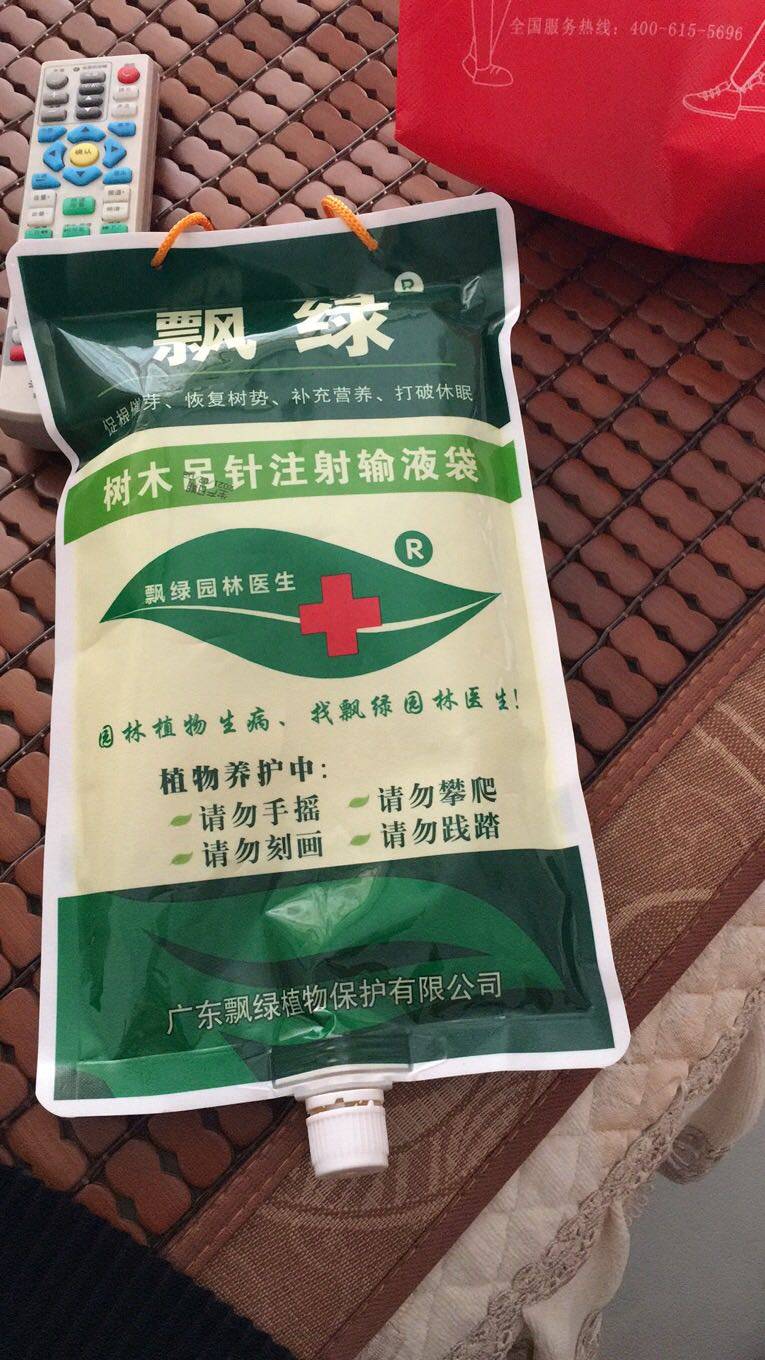 全国服务热线：400-615-5696
确认
飘绿
R
促根催芽、恢复树势、补充营养、打破休眠
树木吊针注射输液袋
R
飘绿园林医生
园林植物生病、找飘绿园林医生!
植物养护中:
请勿手摇 请勿攀爬
请勿刻画 请勿践踏
广东飘绿植物保护有限公司